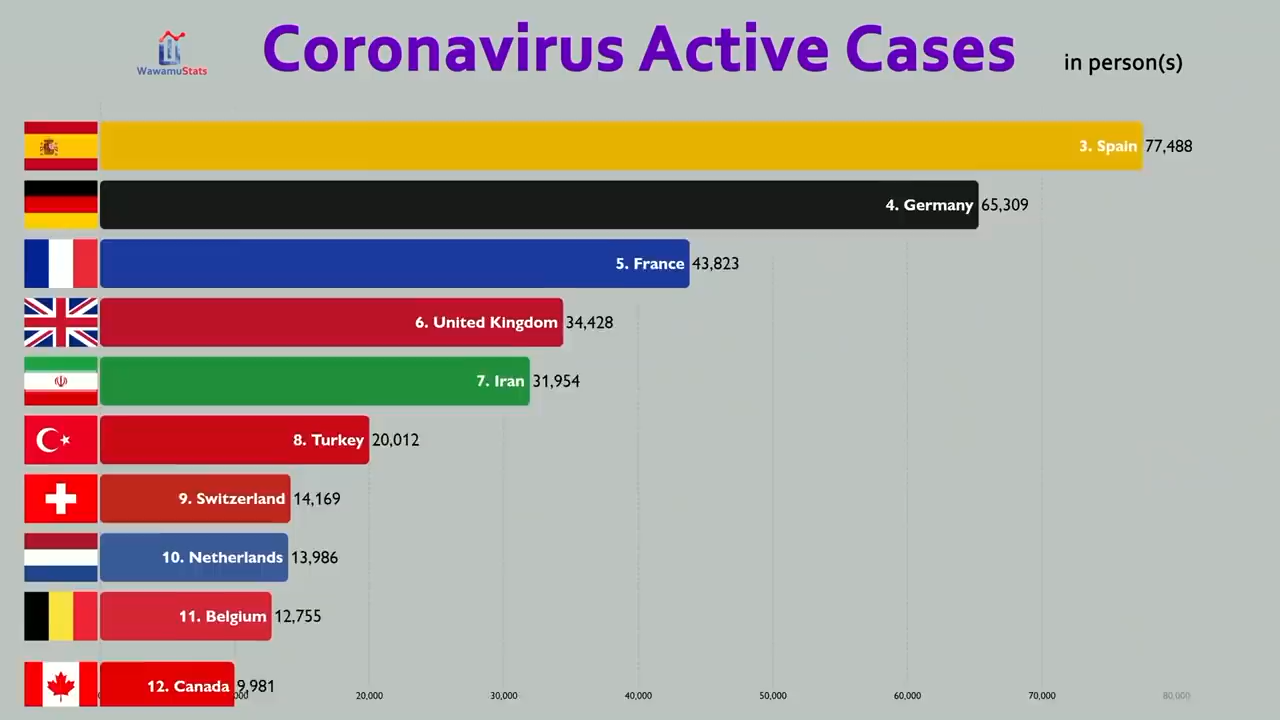 WawamuStats
Coronavirus Active Cases
in person(s)
3. Spain 77,488
4. Germany 65,309
5. France 43,823
6. United Kingdom 34,428
7. Iran 31,954
8. Turkey 20,012
9. Switzerland 14,169
10. Netherlands 13,986
11. Belgium 12,755
12. Canada 9,981
20,000 30,000 40,000 50,000 60,000 70,000 80,000